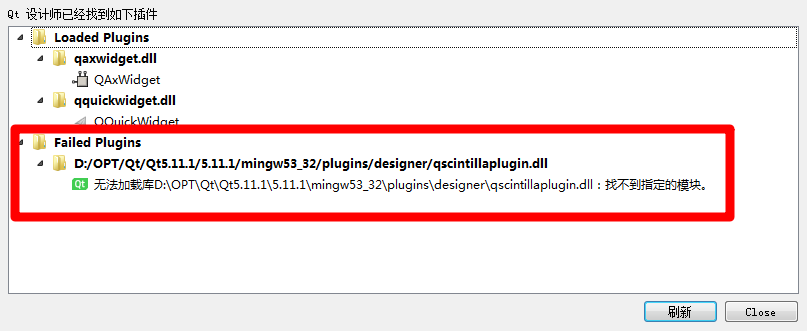 Qt 设计师已经找到如下插件
Loaded Plugins
qaxwidget.dll
QAxWidget
qquickwidget.dll
QQuickWidget
Failed Plugins
D:/OPT/Qt/Qt5.11.1/5.11.1/mingw53_32/plugins/designer/qscintillaplugin.dll
Qt 无法加载库D:\OPT\Qt\Qt5.11.1\5.11.1\mingw53_32\plugins\designer\qscintillaplugin.dll：找不到指定的模块。
刷新 Close